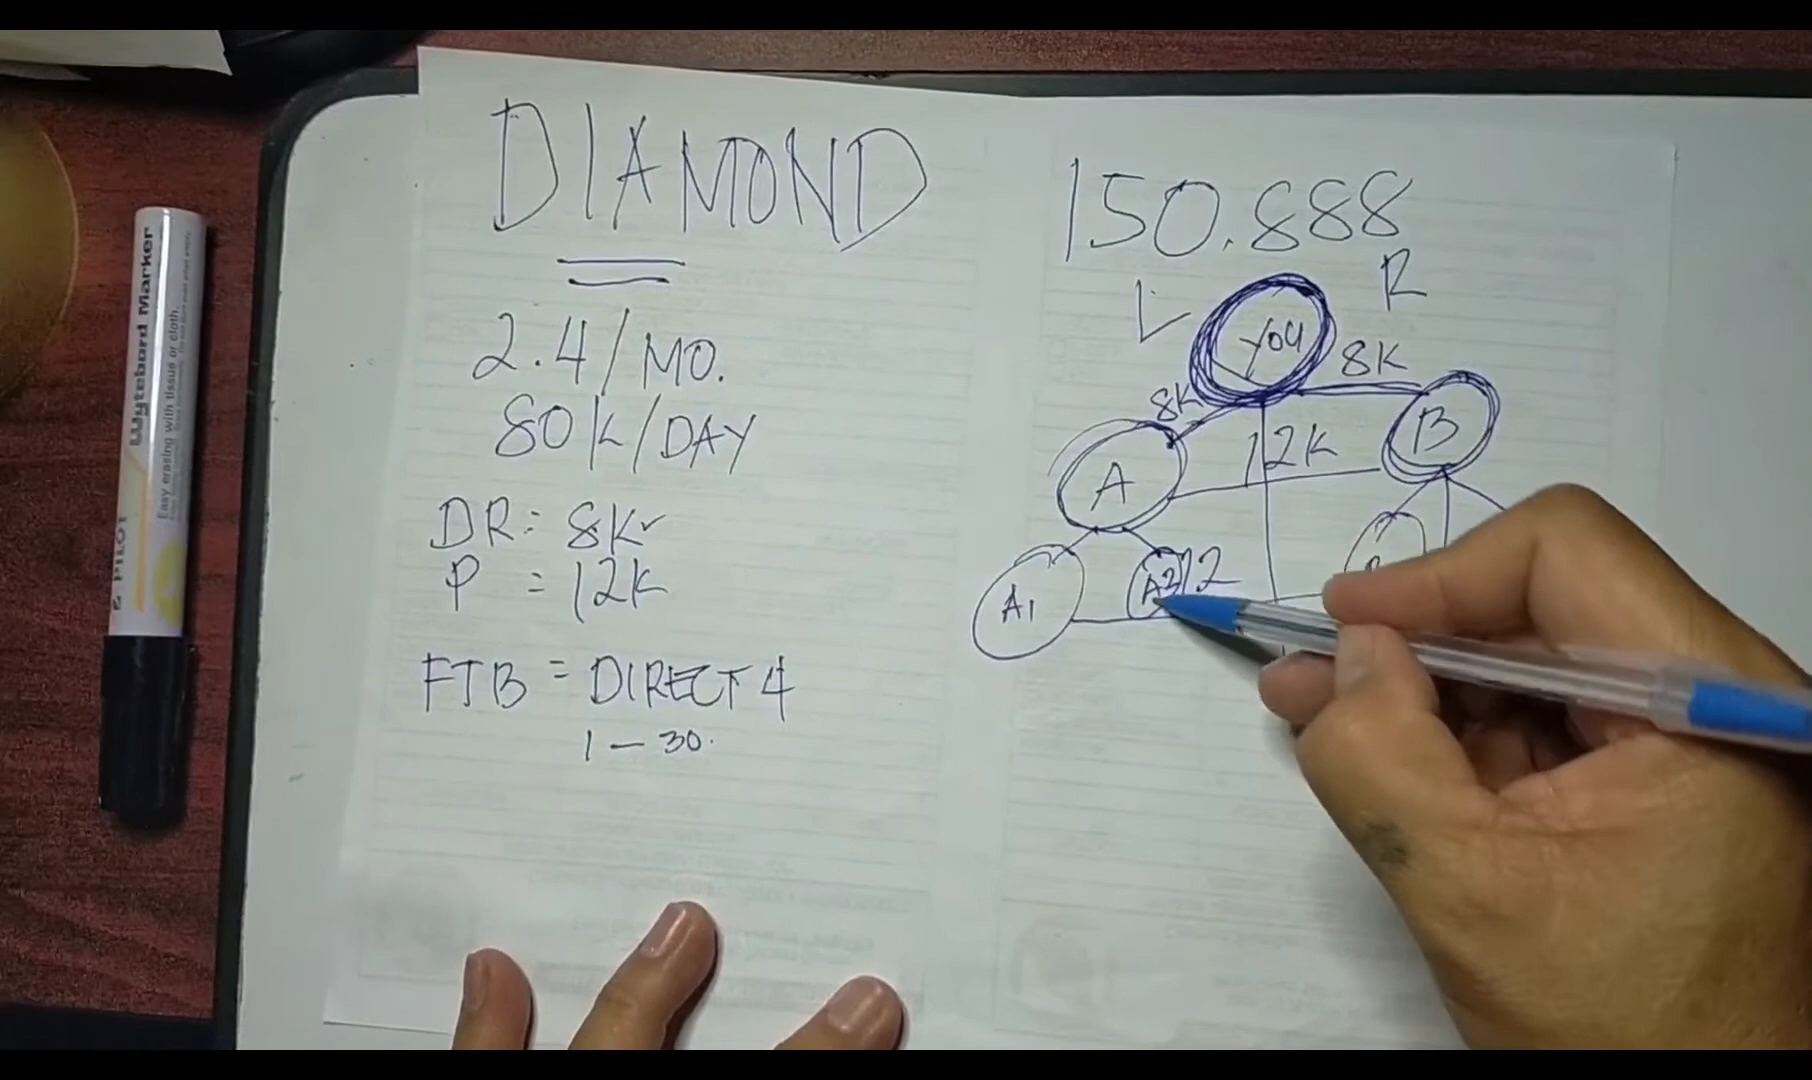 DIAMOND
2.4/MO.
80K/DAY
DR: 8K
P = 12K
FTB = DIRECT 4
1 — 30.
150.888
L R
YOU
8K 8K
A 12K B
A1 A2 12
Wytebord Marker
Easy erasing with tissue or cloth.
PILOT